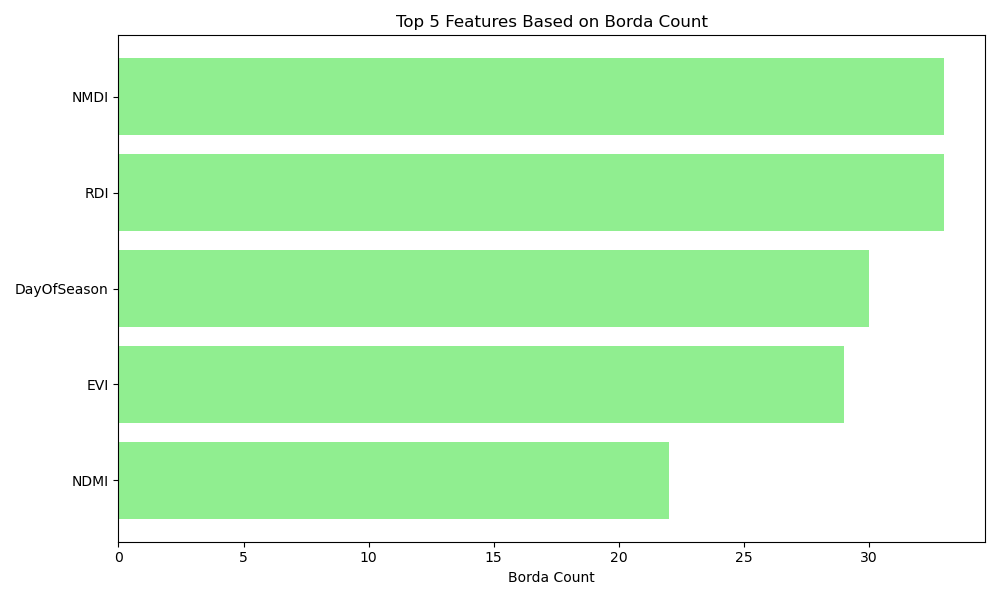 Top 5 Features Based on Borda Count
NMDI
RDI
DayOfSeason
EVI
NDMI
0 5 10 15 20 25 30
Borda Count